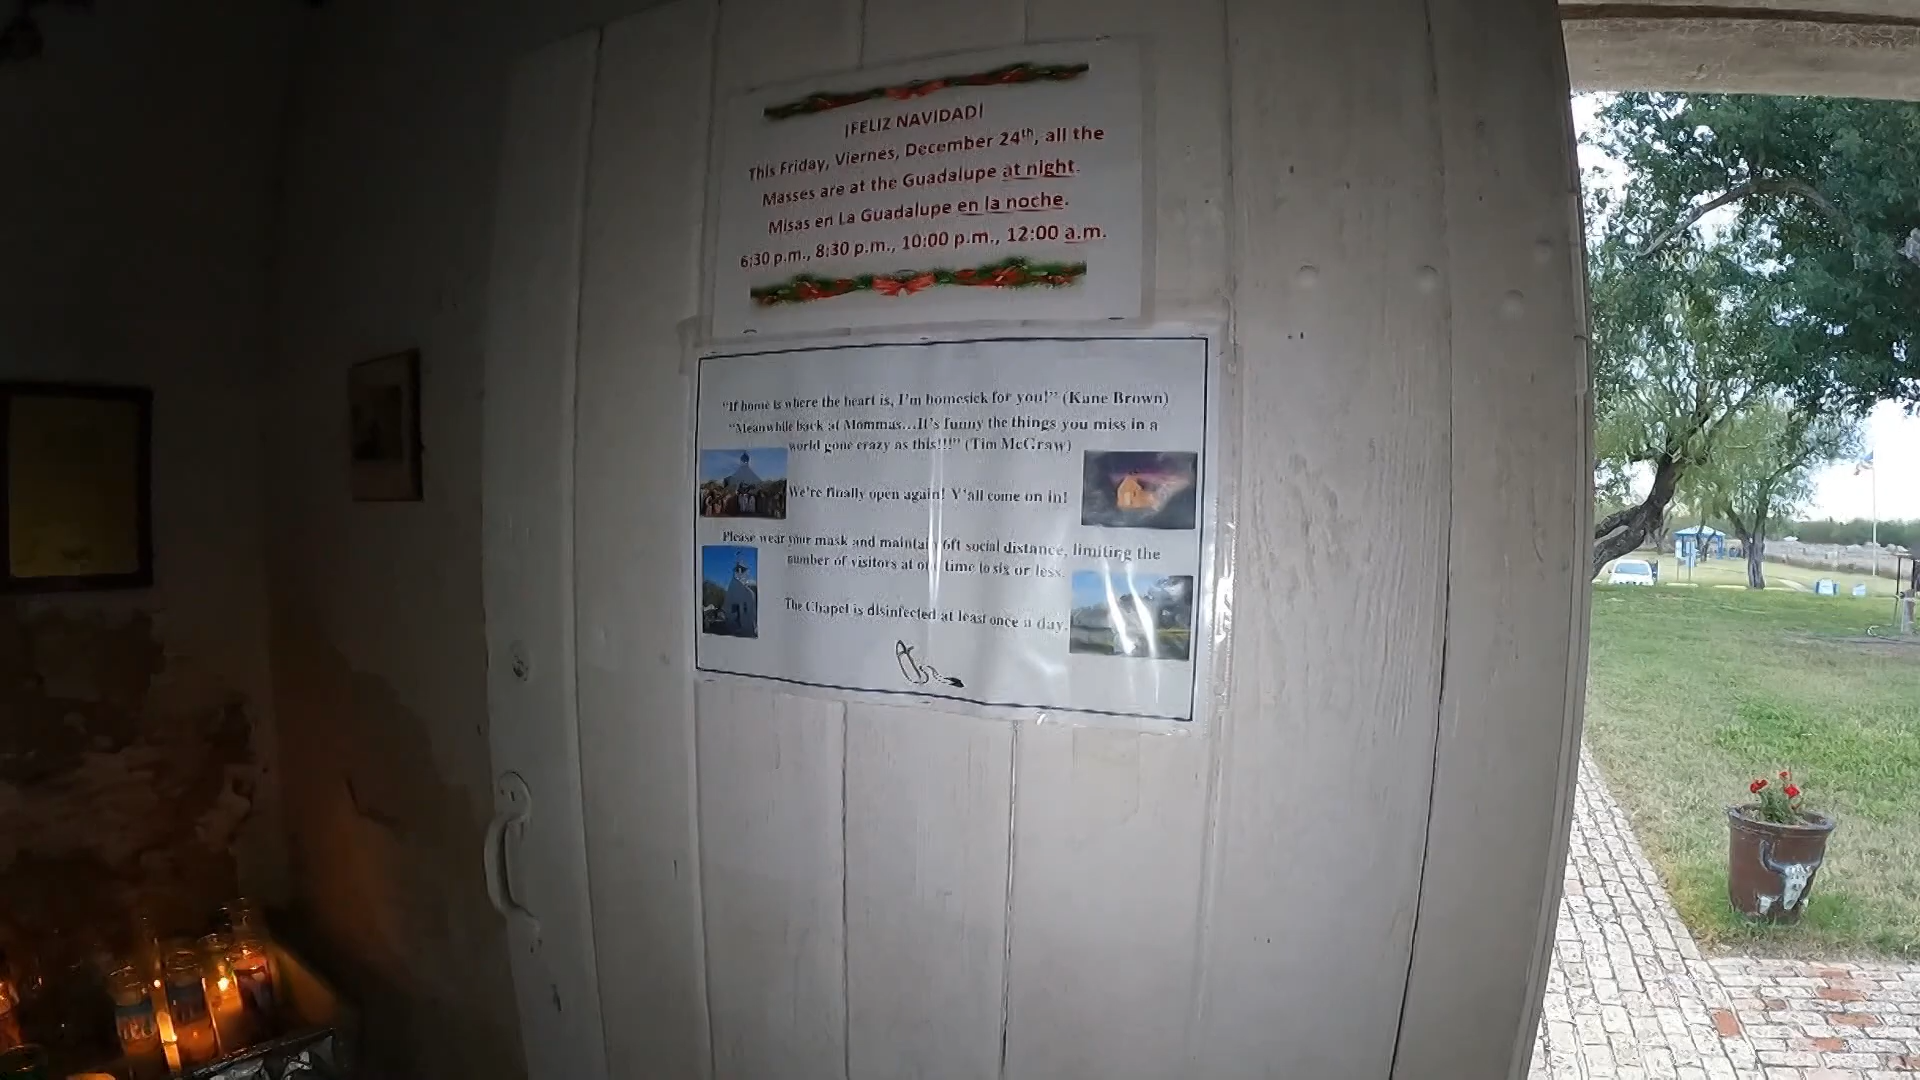 ¡FELIZ NAVIDAD¡
This Friday, Viernes, December 24th, all the
Masses are at the Guadalupe at night.
Misas en La Guadalupe en la noche.
6:30 p.m., 8:30 p.m., 10:00 p.m., 12:00 a.m.
"If home is where the heart is, I'm homesick for you!" (Kane Brown)
"Meanwhile back at Mommas...It's funny the things you miss in a
world gone crazy as this!!!" (Tim McGraw)
We're finally open again! Y'all come on in!
Please wear your mask and maintain 6ft social distance, limiting the
number of visitors at one time to six or less.
The Chapel is disinfected at least once a day.